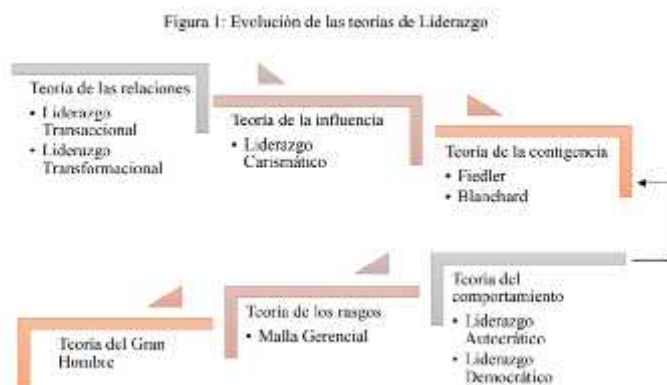 Figura 1: Evolución de las teorías de Liderazgo
Teoría de las relaciones
• Liderazgo
Transaccional
• Liderazgo
Transformacional
Teoría de la influencia
• Liderazgo
Carismático
Teoría de la contigencia
• Fiedler
• Blanchard
Teoría del Gran
Hombre
Teoría de los rasgos
• Malla Gerencial
Teoría del
comportamiento
• Liderazgo
Autocrático
• Liderazgo
Democrático